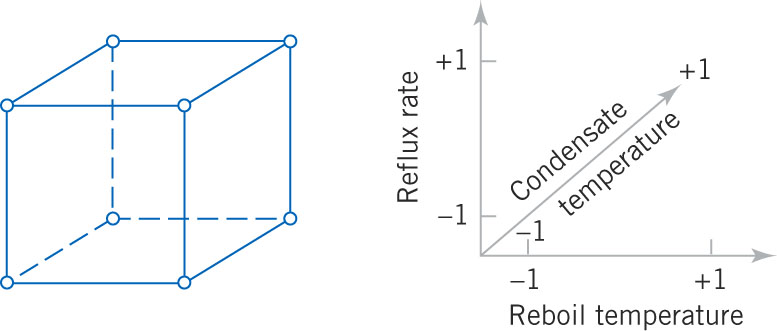 +1
Reflux rate
-1
Condensate
temperature
+1
-1
-1
+1
Reboil temperature